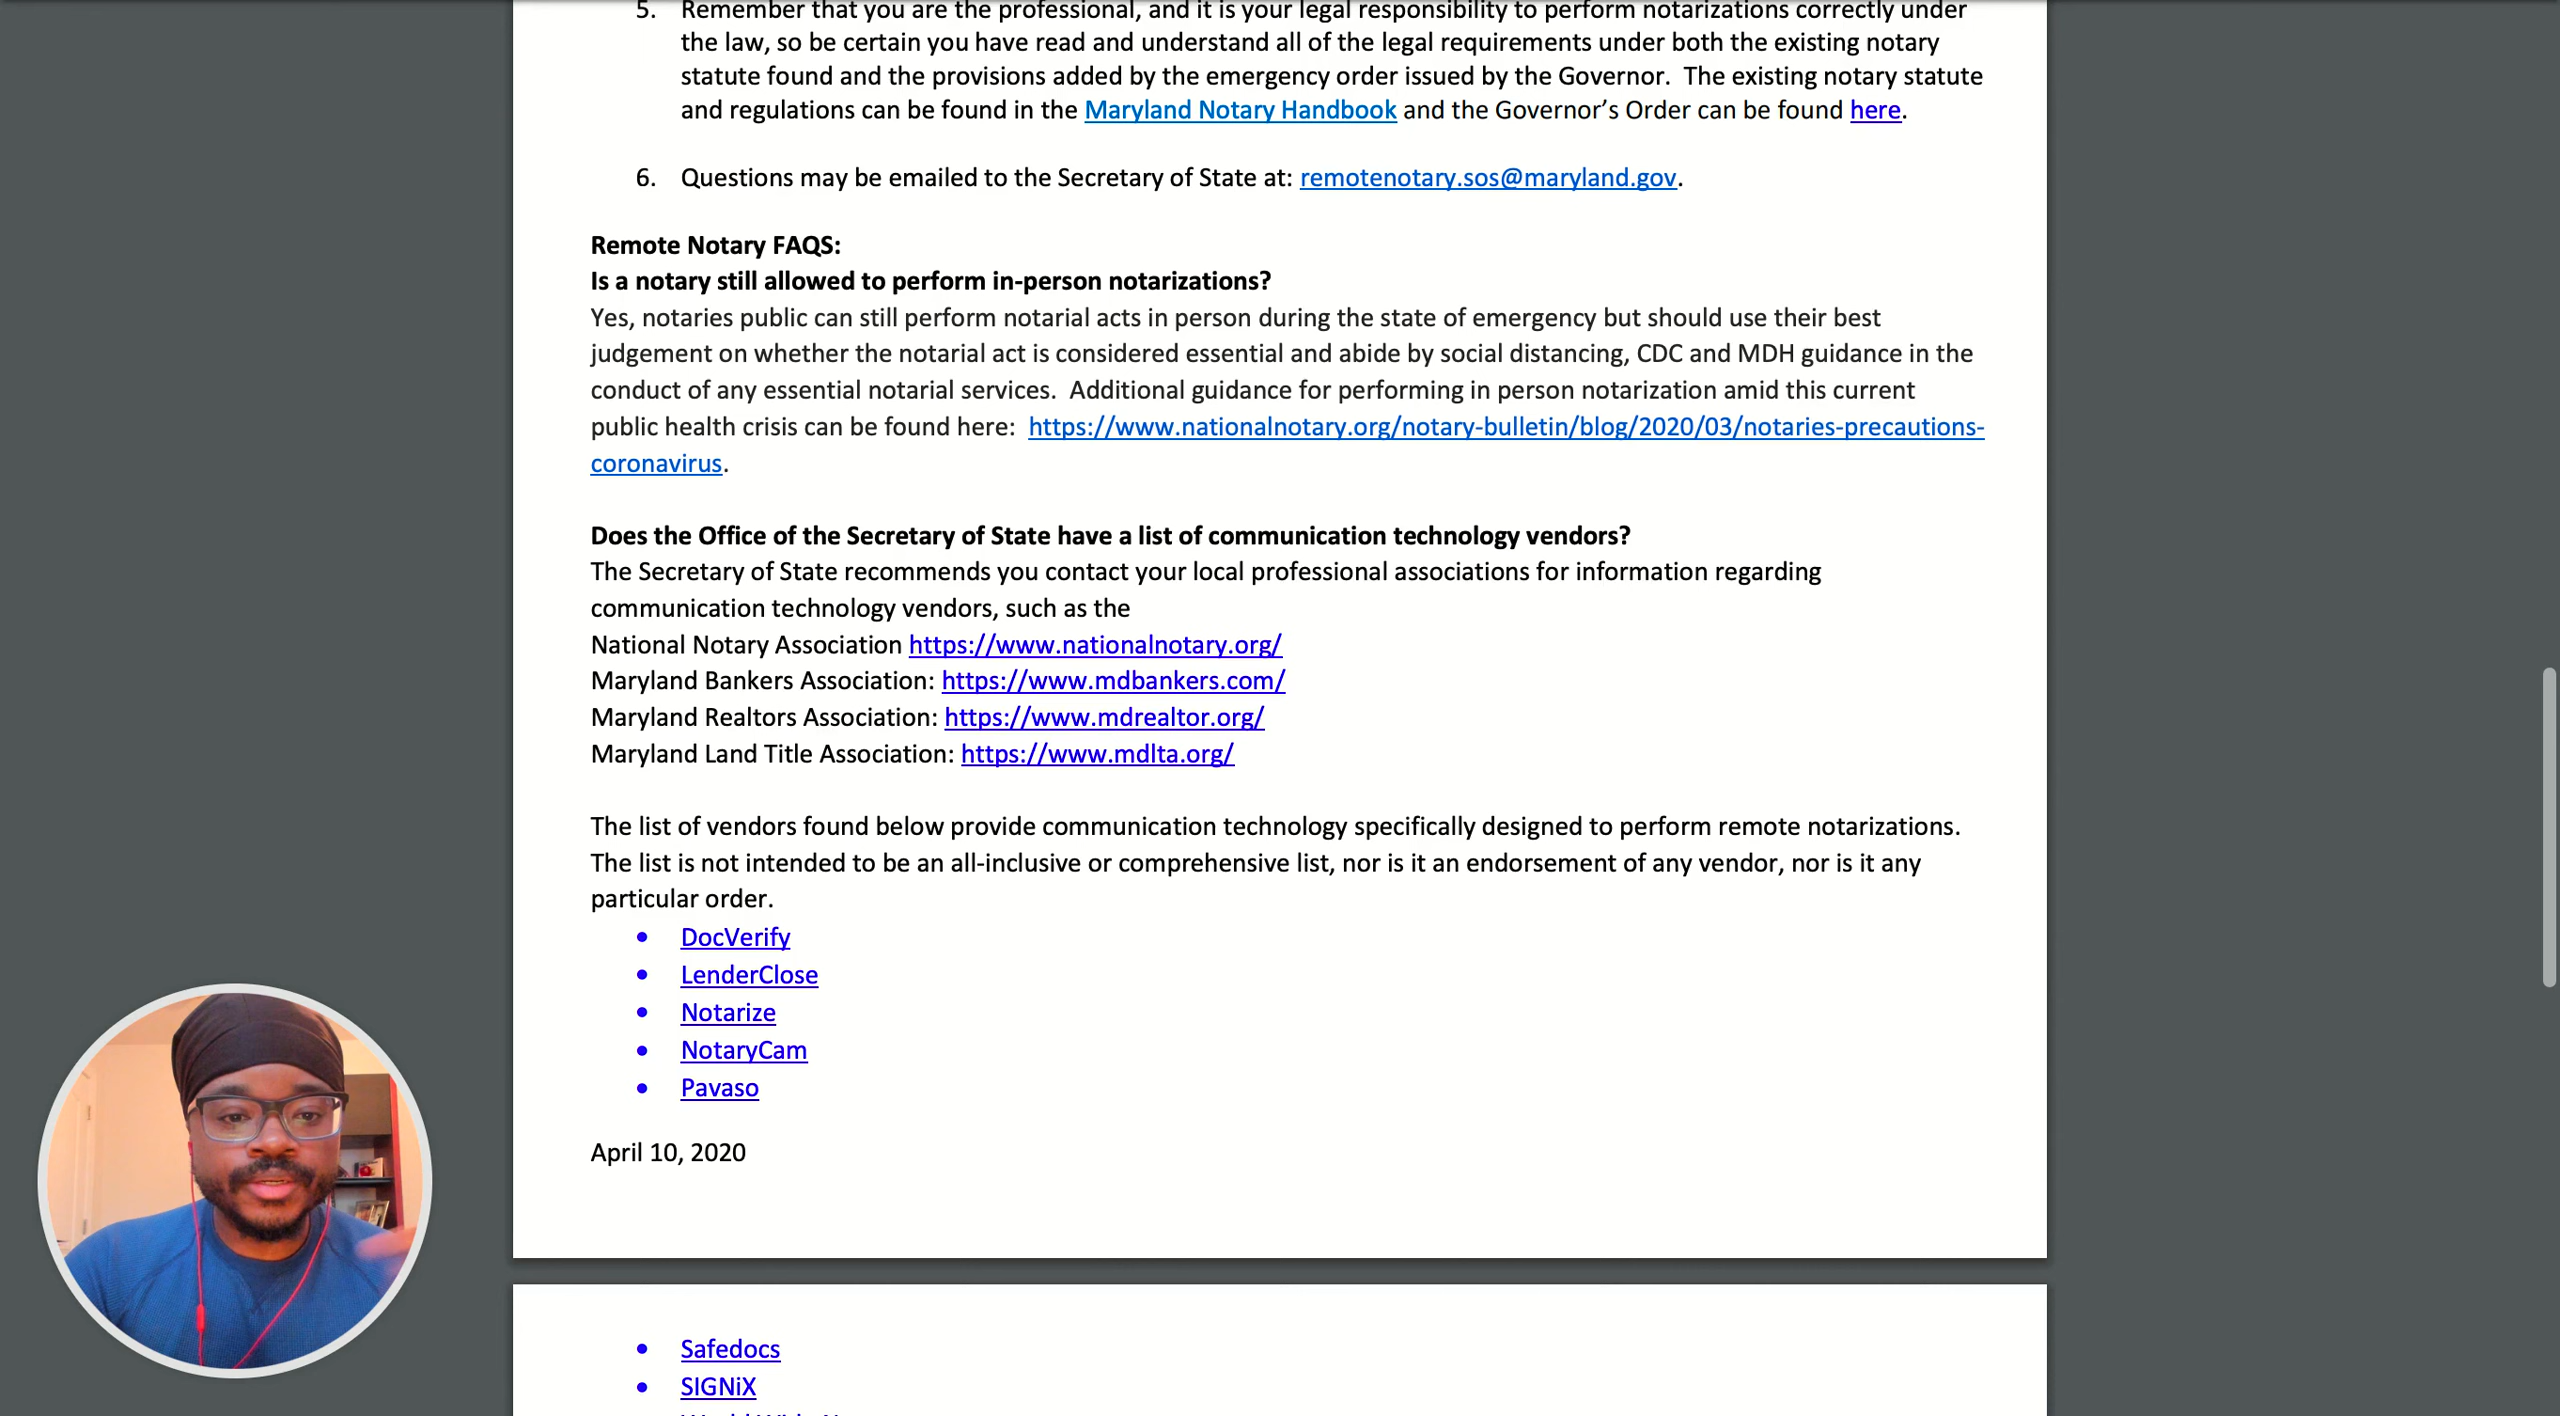 5. Remember that you are the professional, and it is your legal responsibility to perform notarizations correctly under
the law, so be certain you have read and understand all of the legal requirements under both the existing notary
statute found and the provisions added by the emergency order issued by the Governor. The existing notary statute
and regulations can be found in the Maryland Notary Handbook and the Governor’s Order can be found here.
6. Questions may be emailed to the Secretary of State at: remotenotary.sos@maryland.gov.
Remote Notary FAQS:
Is a notary still allowed to perform in-person notarizations?
Yes, notaries public can still perform notarial acts in person during the state of emergency but should use their best
judgement on whether the notarial act is considered essential and abide by social distancing, CDC and MDH guidance in the
conduct of any essential notarial services. Additional guidance for performing in person notarization amid this current
public health crisis can be found here: https://www.nationalnotary.org/notary-bulletin/blog/2020/03/notaries-precautions-
coronavirus.
Does the Office of the Secretary of State have a list of communication technology vendors?
The Secretary of State recommends you contact your local professional associations for information regarding
communication technology vendors, such as the
National Notary Association https://www.nationalnotary.org/
Maryland Bankers Association: https://www.mdbankers.com/
Maryland Realtors Association: https://www.mdrealtor.org/
Maryland Land Title Association: https://www.mdlta.org/
The list of vendors found below provide communication technology specifically designed to perform remote notarizations.
The list is not intended to be an all-inclusive or comprehensive list, nor is it an endorsement of any vendor, nor is it any
particular order.
• DocVerify
• LenderClose
• Notarize
• NotaryCam
• Pavaso
April 10, 2020
• Safedocs
• SIGNiX